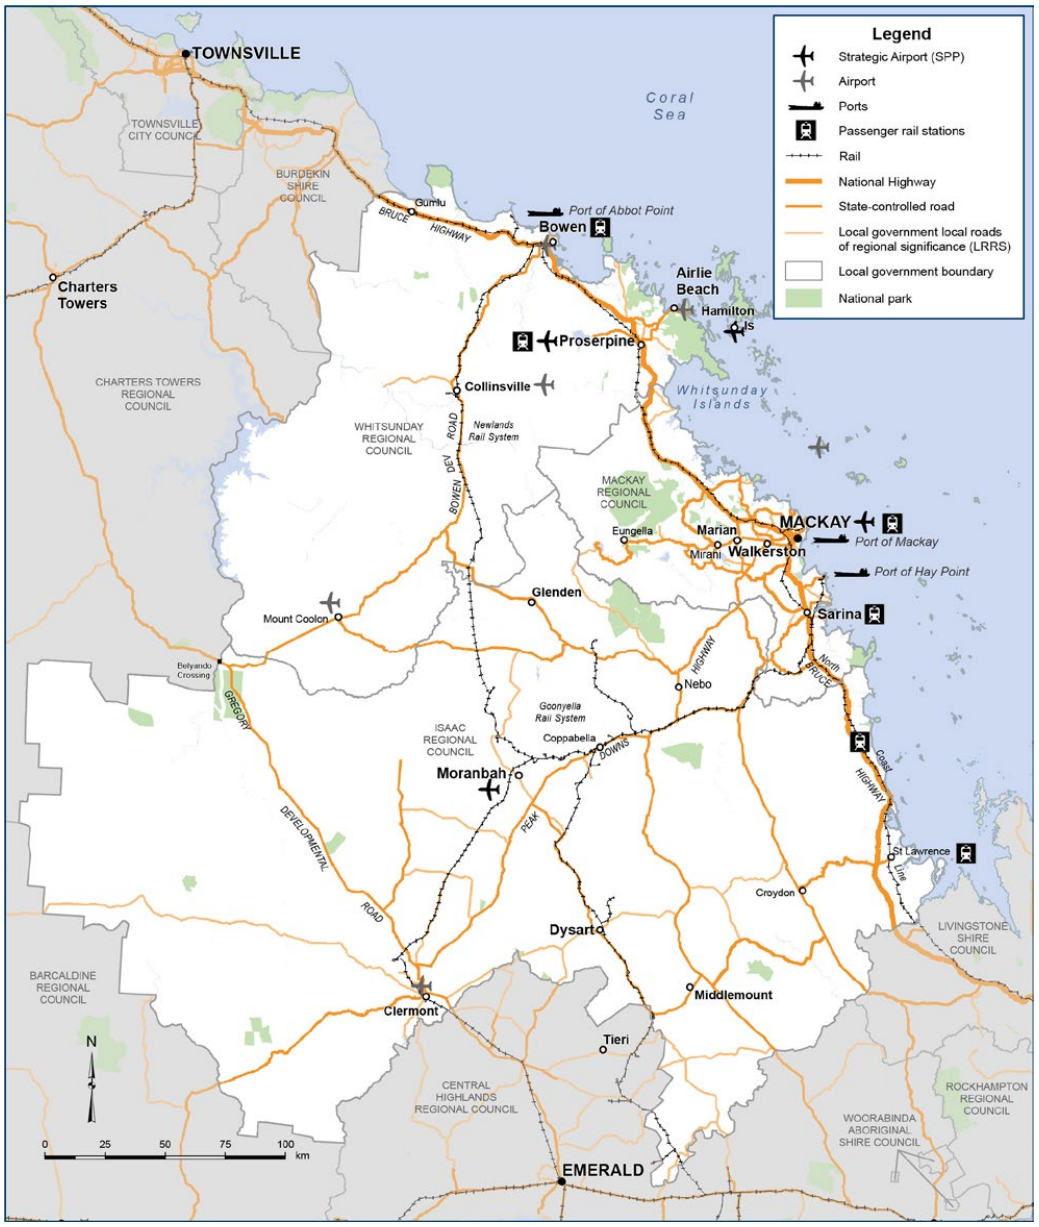 TOWNSVILLE
Legend
Strategic Airport (SPP)
Airport
Ports
Passenger rail stations
Rail
National Highway
State-controlled road
Local government local roads
of regional significance (LRRS)
Local government boundary
National park
Coral
Sea
TOWNSVILLE
CITY COUNCIL
BURDEKIN
SHIRE
COUNCIL
Gumlu
BRUCE
HIGHWAY
Port of Abbot Point
Bowen
Charters
Towers
Airlie
Beach
Hamilton
Is
Proserpine
Collinsville
CHARTERS TOWERS
REGIONAL
COUNCIL
Whitsunday
Islands
WHITSUNDAY
REGIONAL
COUNCIL
Newlands
Rail System
BOWEN DEV ROAD
MACKAY
REGIONAL
COUNCIL
Eungella
Marian
Mirani
Walkerston
MACKAY
Port of Mackay
Port of Hay Point
Glenden
Mount Coolon
Sarina
Belyando
Crossing
HIGHWAY
Nebo
North
BRUCE
GREGORY
Goonyella
Rail System
ISAAC
REGIONAL
COUNCIL
Coppabella
DOWNS
Moranbah
Coast
HIGHWAY
PEAK
DEVELOPMENTAL
St Lawrence
Line
Croydon
ROAD
Dysart
LIVINGSTONE
SHIRE
COUNCIL
BARCALDINE
REGIONAL
COUNCIL
Clermont
Middlemount
Tieri
N
CENTRAL
HIGHLANDS
REGIONAL COUNCIL
ROCKHAMPTON
REGIONAL
COUNCIL
WOORABINDA
ABORIGINAL
SHIRE COUNCIL
0 25 50 75 100
km
EMERALD